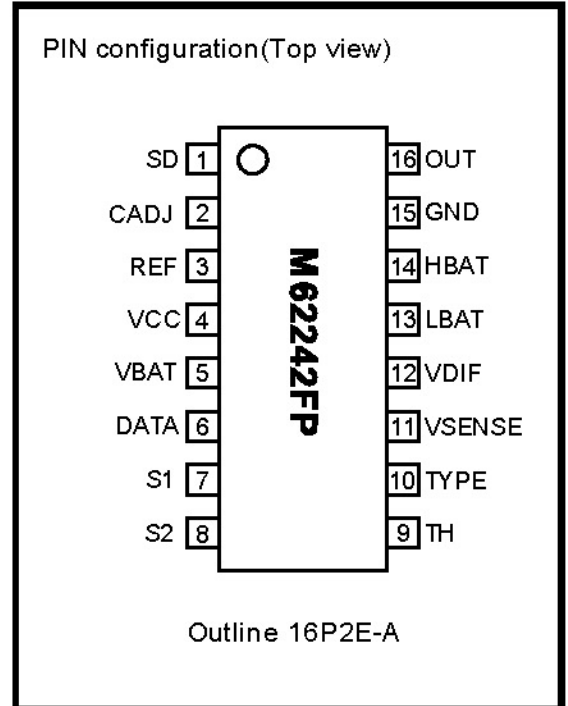 PIN configuration(Top view)
SD 1 16 OUT
CADJ 2 15 GND
REF 3 14 HBAT
VCC 4 13 LBAT
VBAT 5 12 VDIF
DATA 6 11 VSENSE
S1 7 10 TYPE
S2 8 9 TH
M62242FP
Outline 16P2E-A